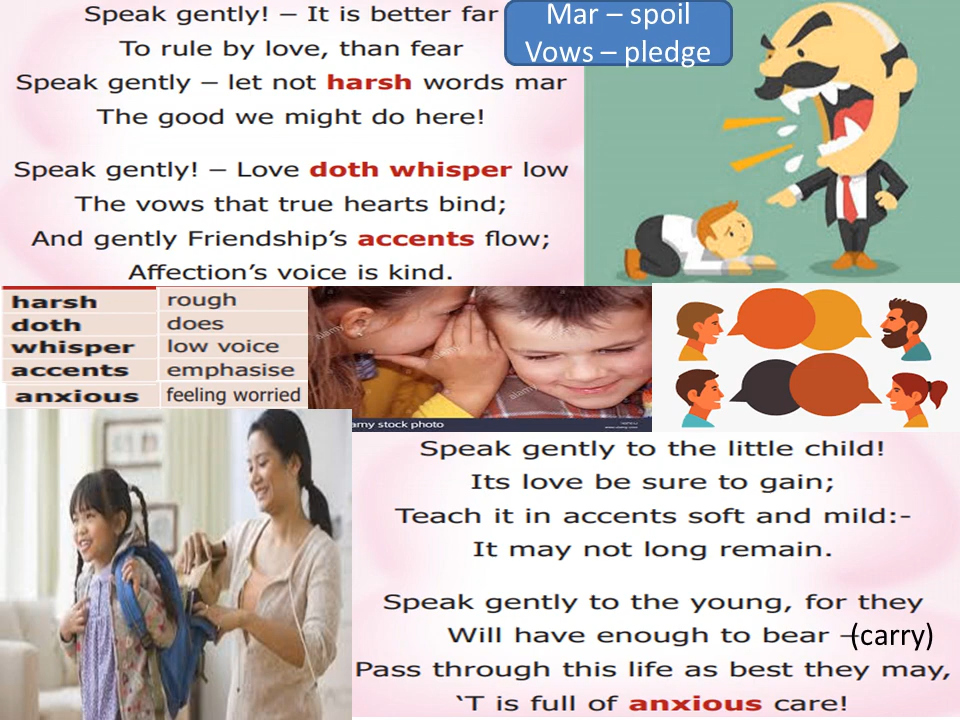 Speak gently! – It is better far
To rule by love, than fear
Speak gently – let not harsh words mar
The good we might do here!
Mar – spoil
Vows – pledge
Speak gently! – Love doth whisper low
The vows that true hearts bind;
And gently Friendship’s accents flow;
Affection’s voice is kind.
harsh rough
doth does
whisper low voice
accents emphasise
anxious feeling worried
alamy
alamy
alamy
amy stock photo
Speak gently to the little child!
Its love be sure to gain;
Teach it in accents soft and mild:-
It may not long remain.
Speak gently to the young, for they
Will have enough to bear – (carry)
Pass through this life as best they may,
‘T is full of anxious care!